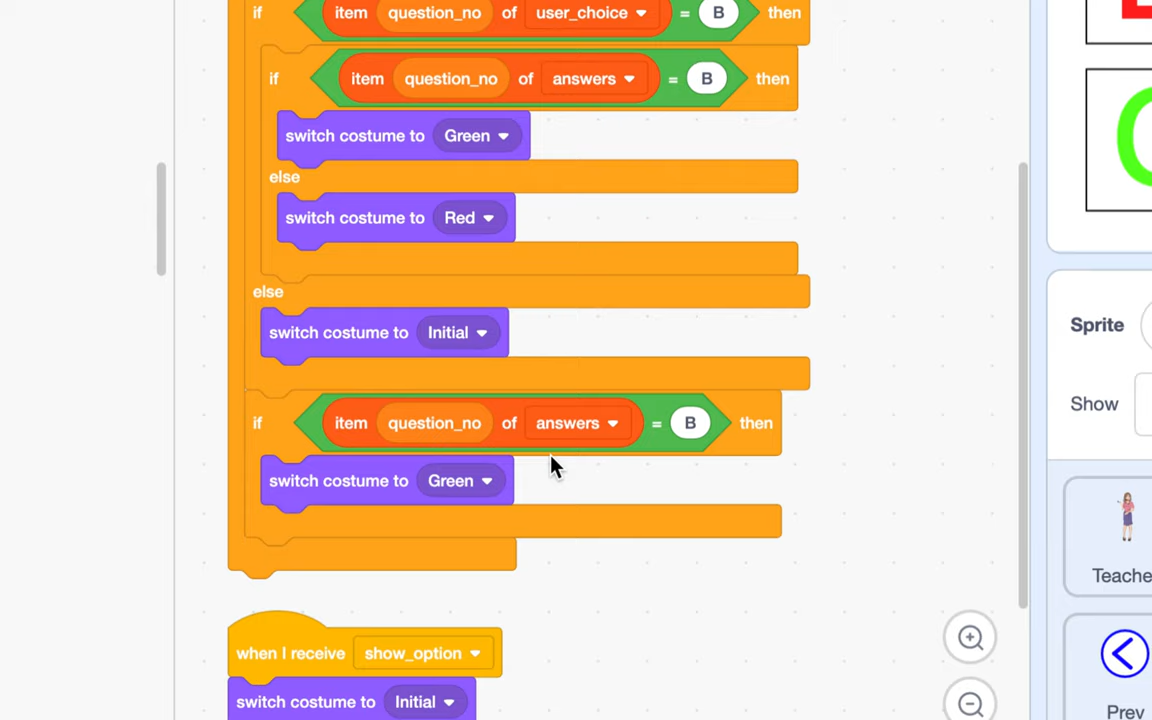 if item question_no of user_choice = B then
if item question_no of answers = B then
switch costume to Green
else
switch costume to Red
else
switch costume to Initial
if item question_no of answers = B then
switch costume to Green
when I receive show_option
switch costume to Initial
Sprite
Show
Teache
Prev